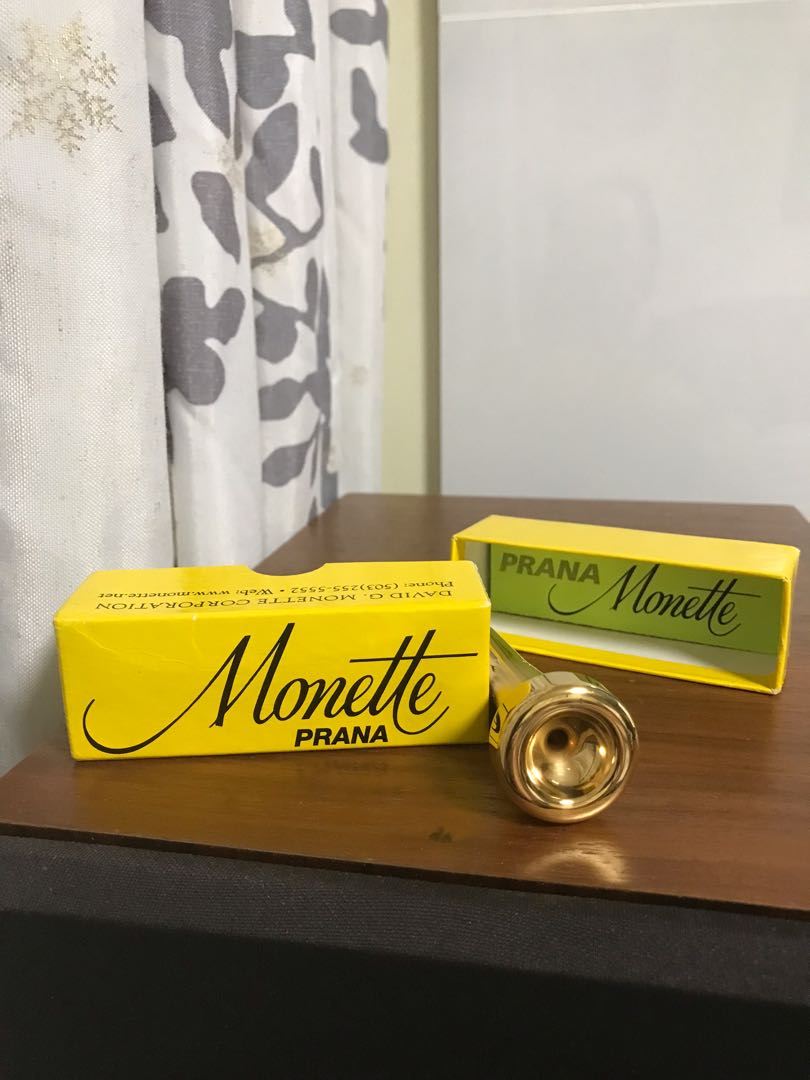 DAVID G. MONETTE CORPORATION
Phone: (503)255-5552 • Web: www.monette.net
Monette
PRANA
PRANA Monette